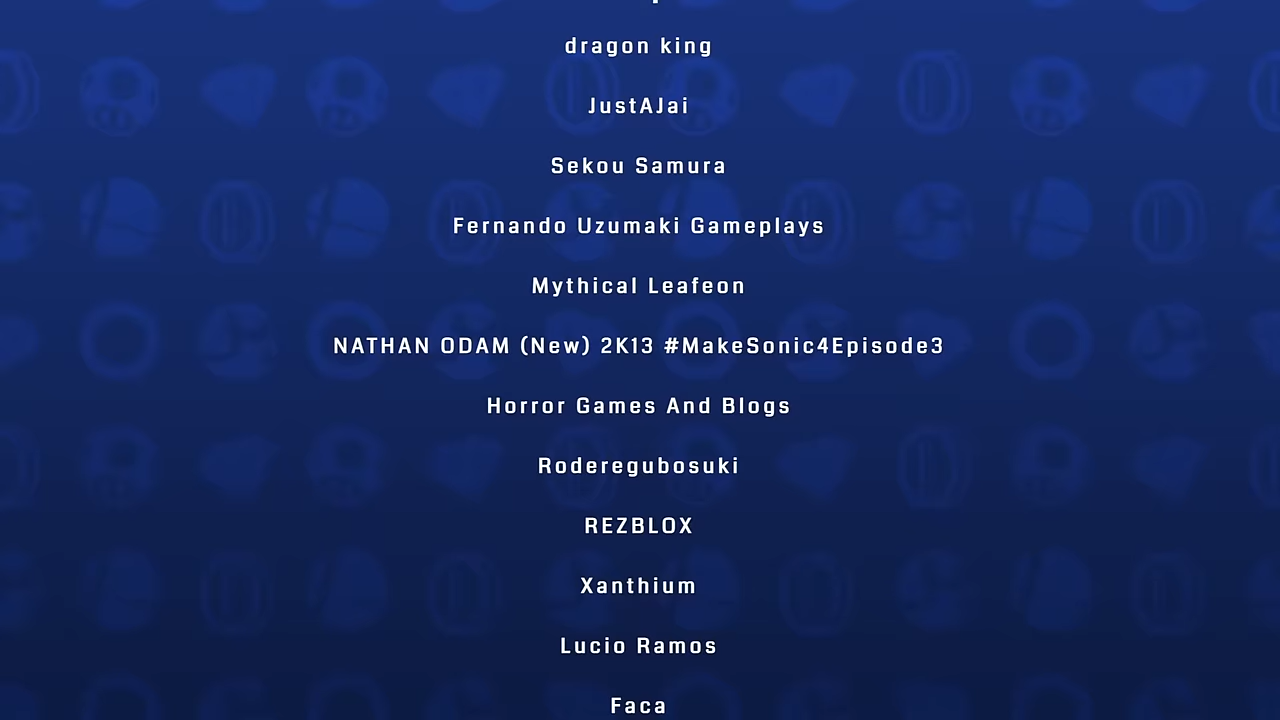 dragon king
JustAJai
Sekou Samura
Fernando Uzumaki Gameplays
Mythical Leafeon
NATHAN ODAM (New) 2K13 #MakeSonic4Episode3
Horror Games And Blogs
Roderegubosuki
REZBLOX
Xanthium
Lucio Ramos
Faca